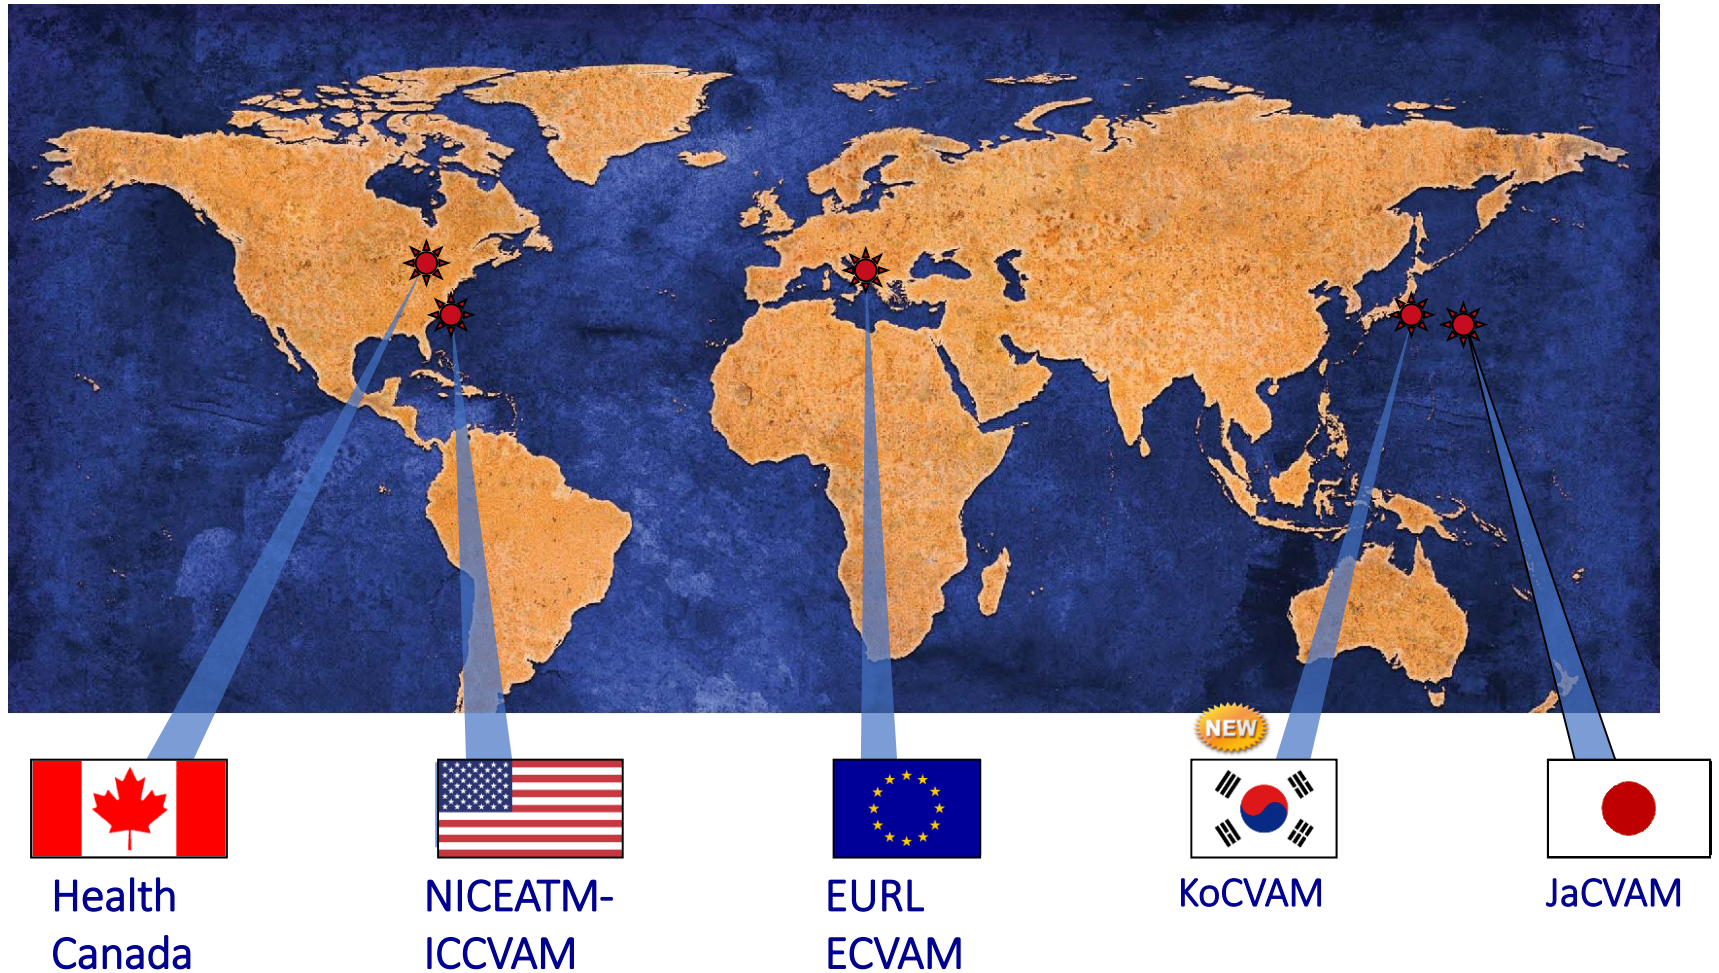 NEW
Health
Canada
NICEATM-
ICCVAM
EURL
ECVAM
KoCVAM
JaCVAM